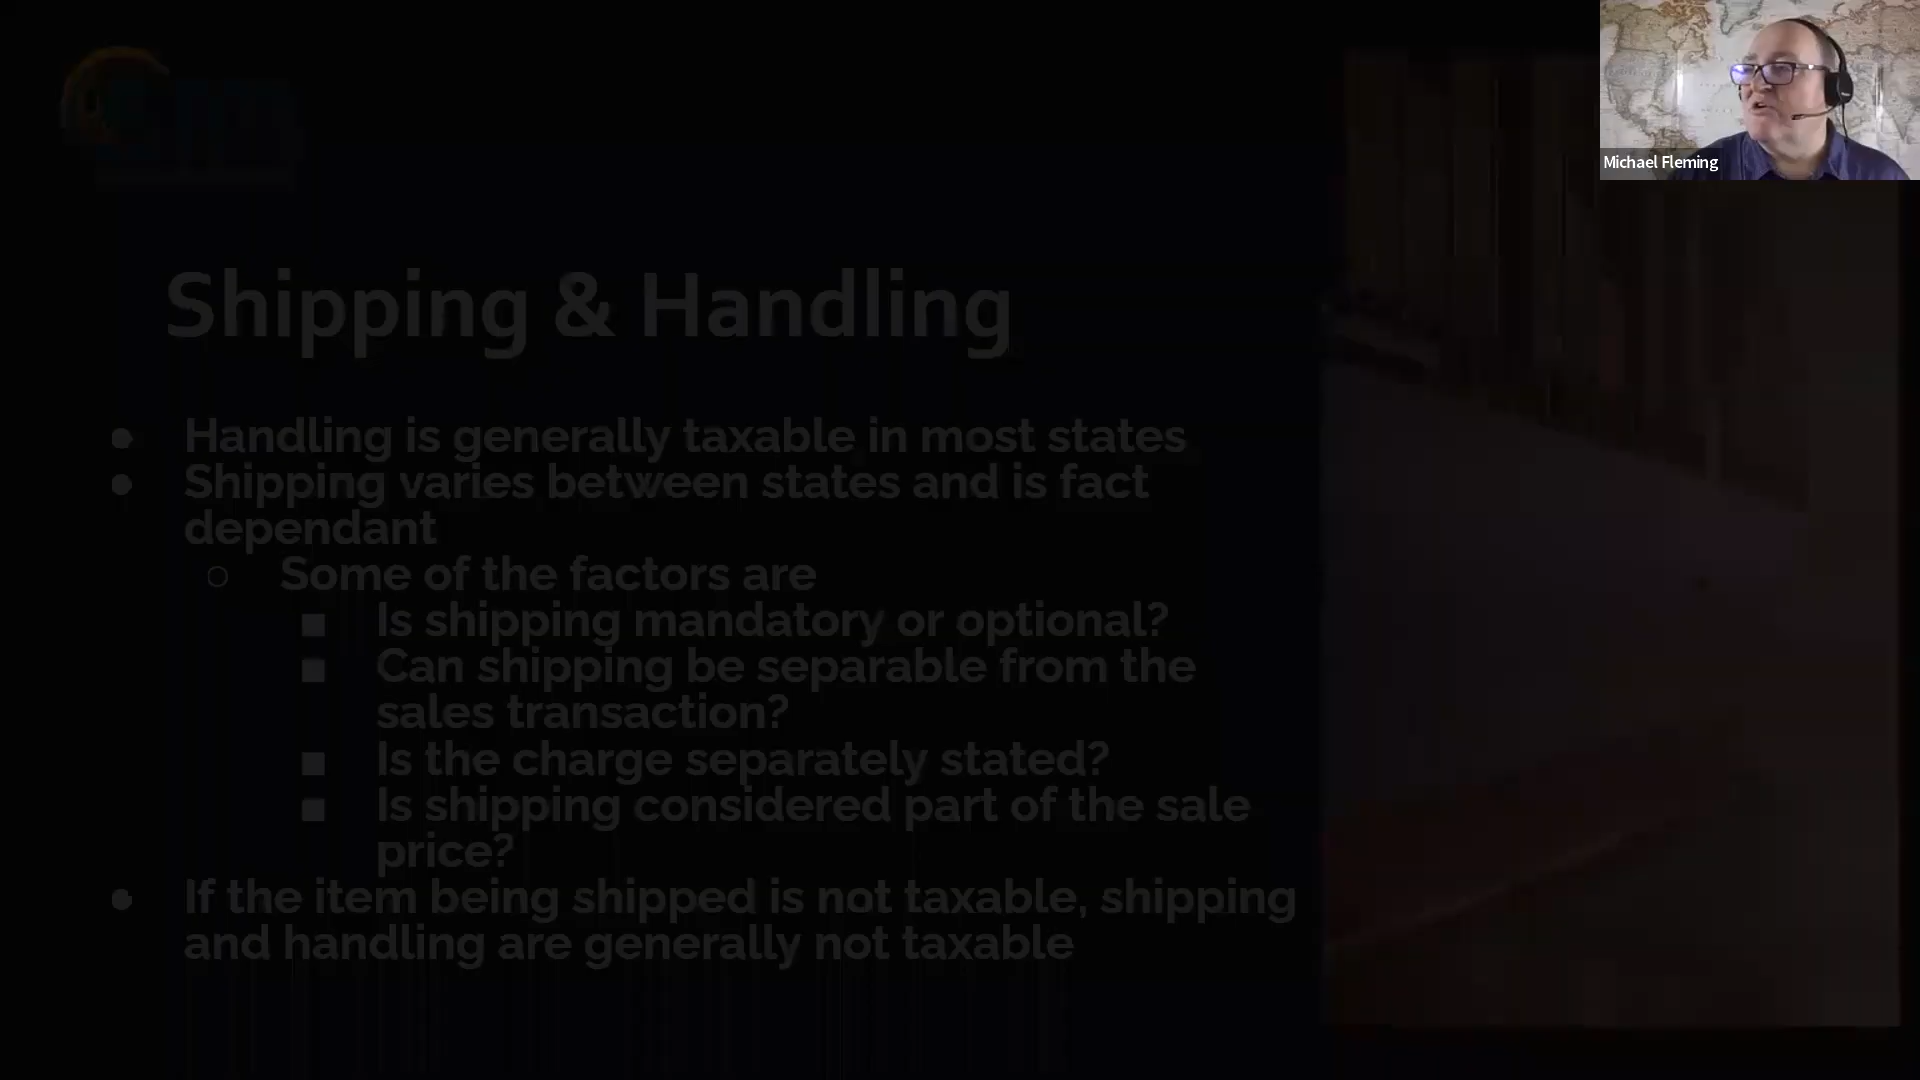 Michael Fleming
Shipping & Handling
● Handling is generally taxable in most states
● Shipping varies between states and is fact
dependant
○ Some of the factors are
■ Is shipping mandatory or optional?
■ Can shipping be separable from the
sales transaction?
■ Is the charge separately stated?
■ Is shipping considered part of the sale
price?
● If the item being shipped is not taxable, shipping
and handling are generally not taxable